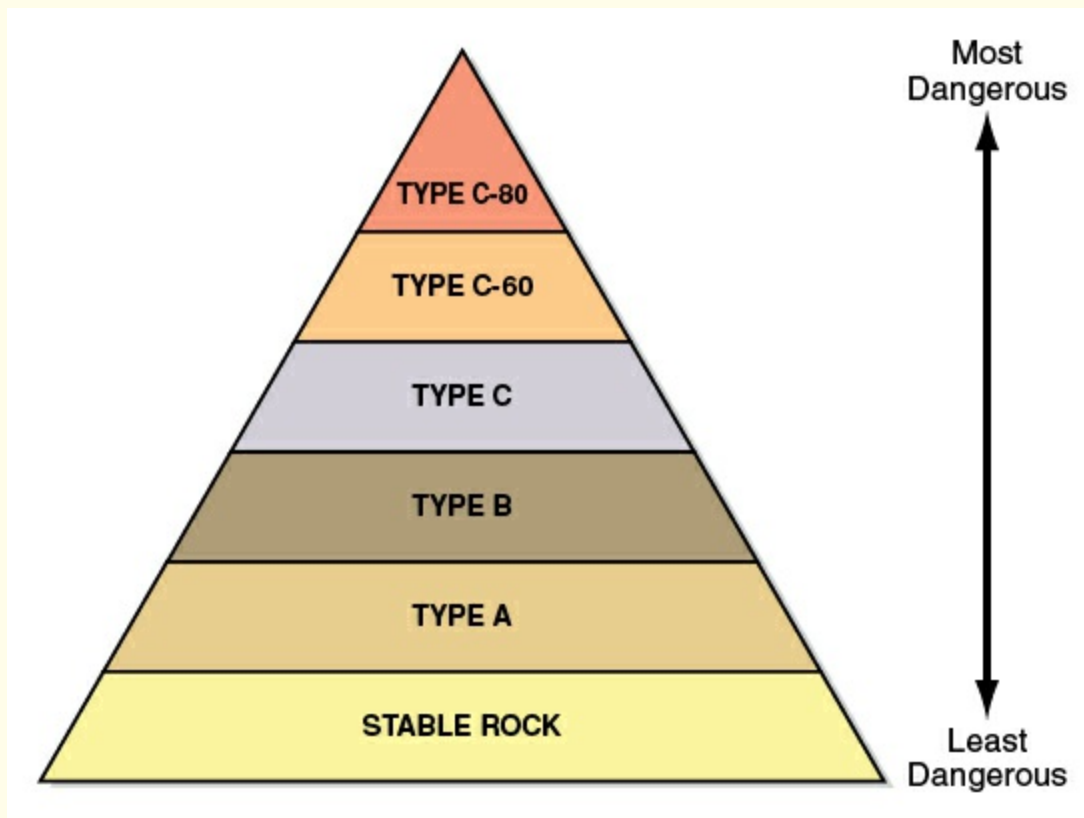 Most
Dangerous
TYPE C-80
TYPE C-60
TYPE C
TYPE B
TYPE A
STABLE ROCK
Least
Dangerous